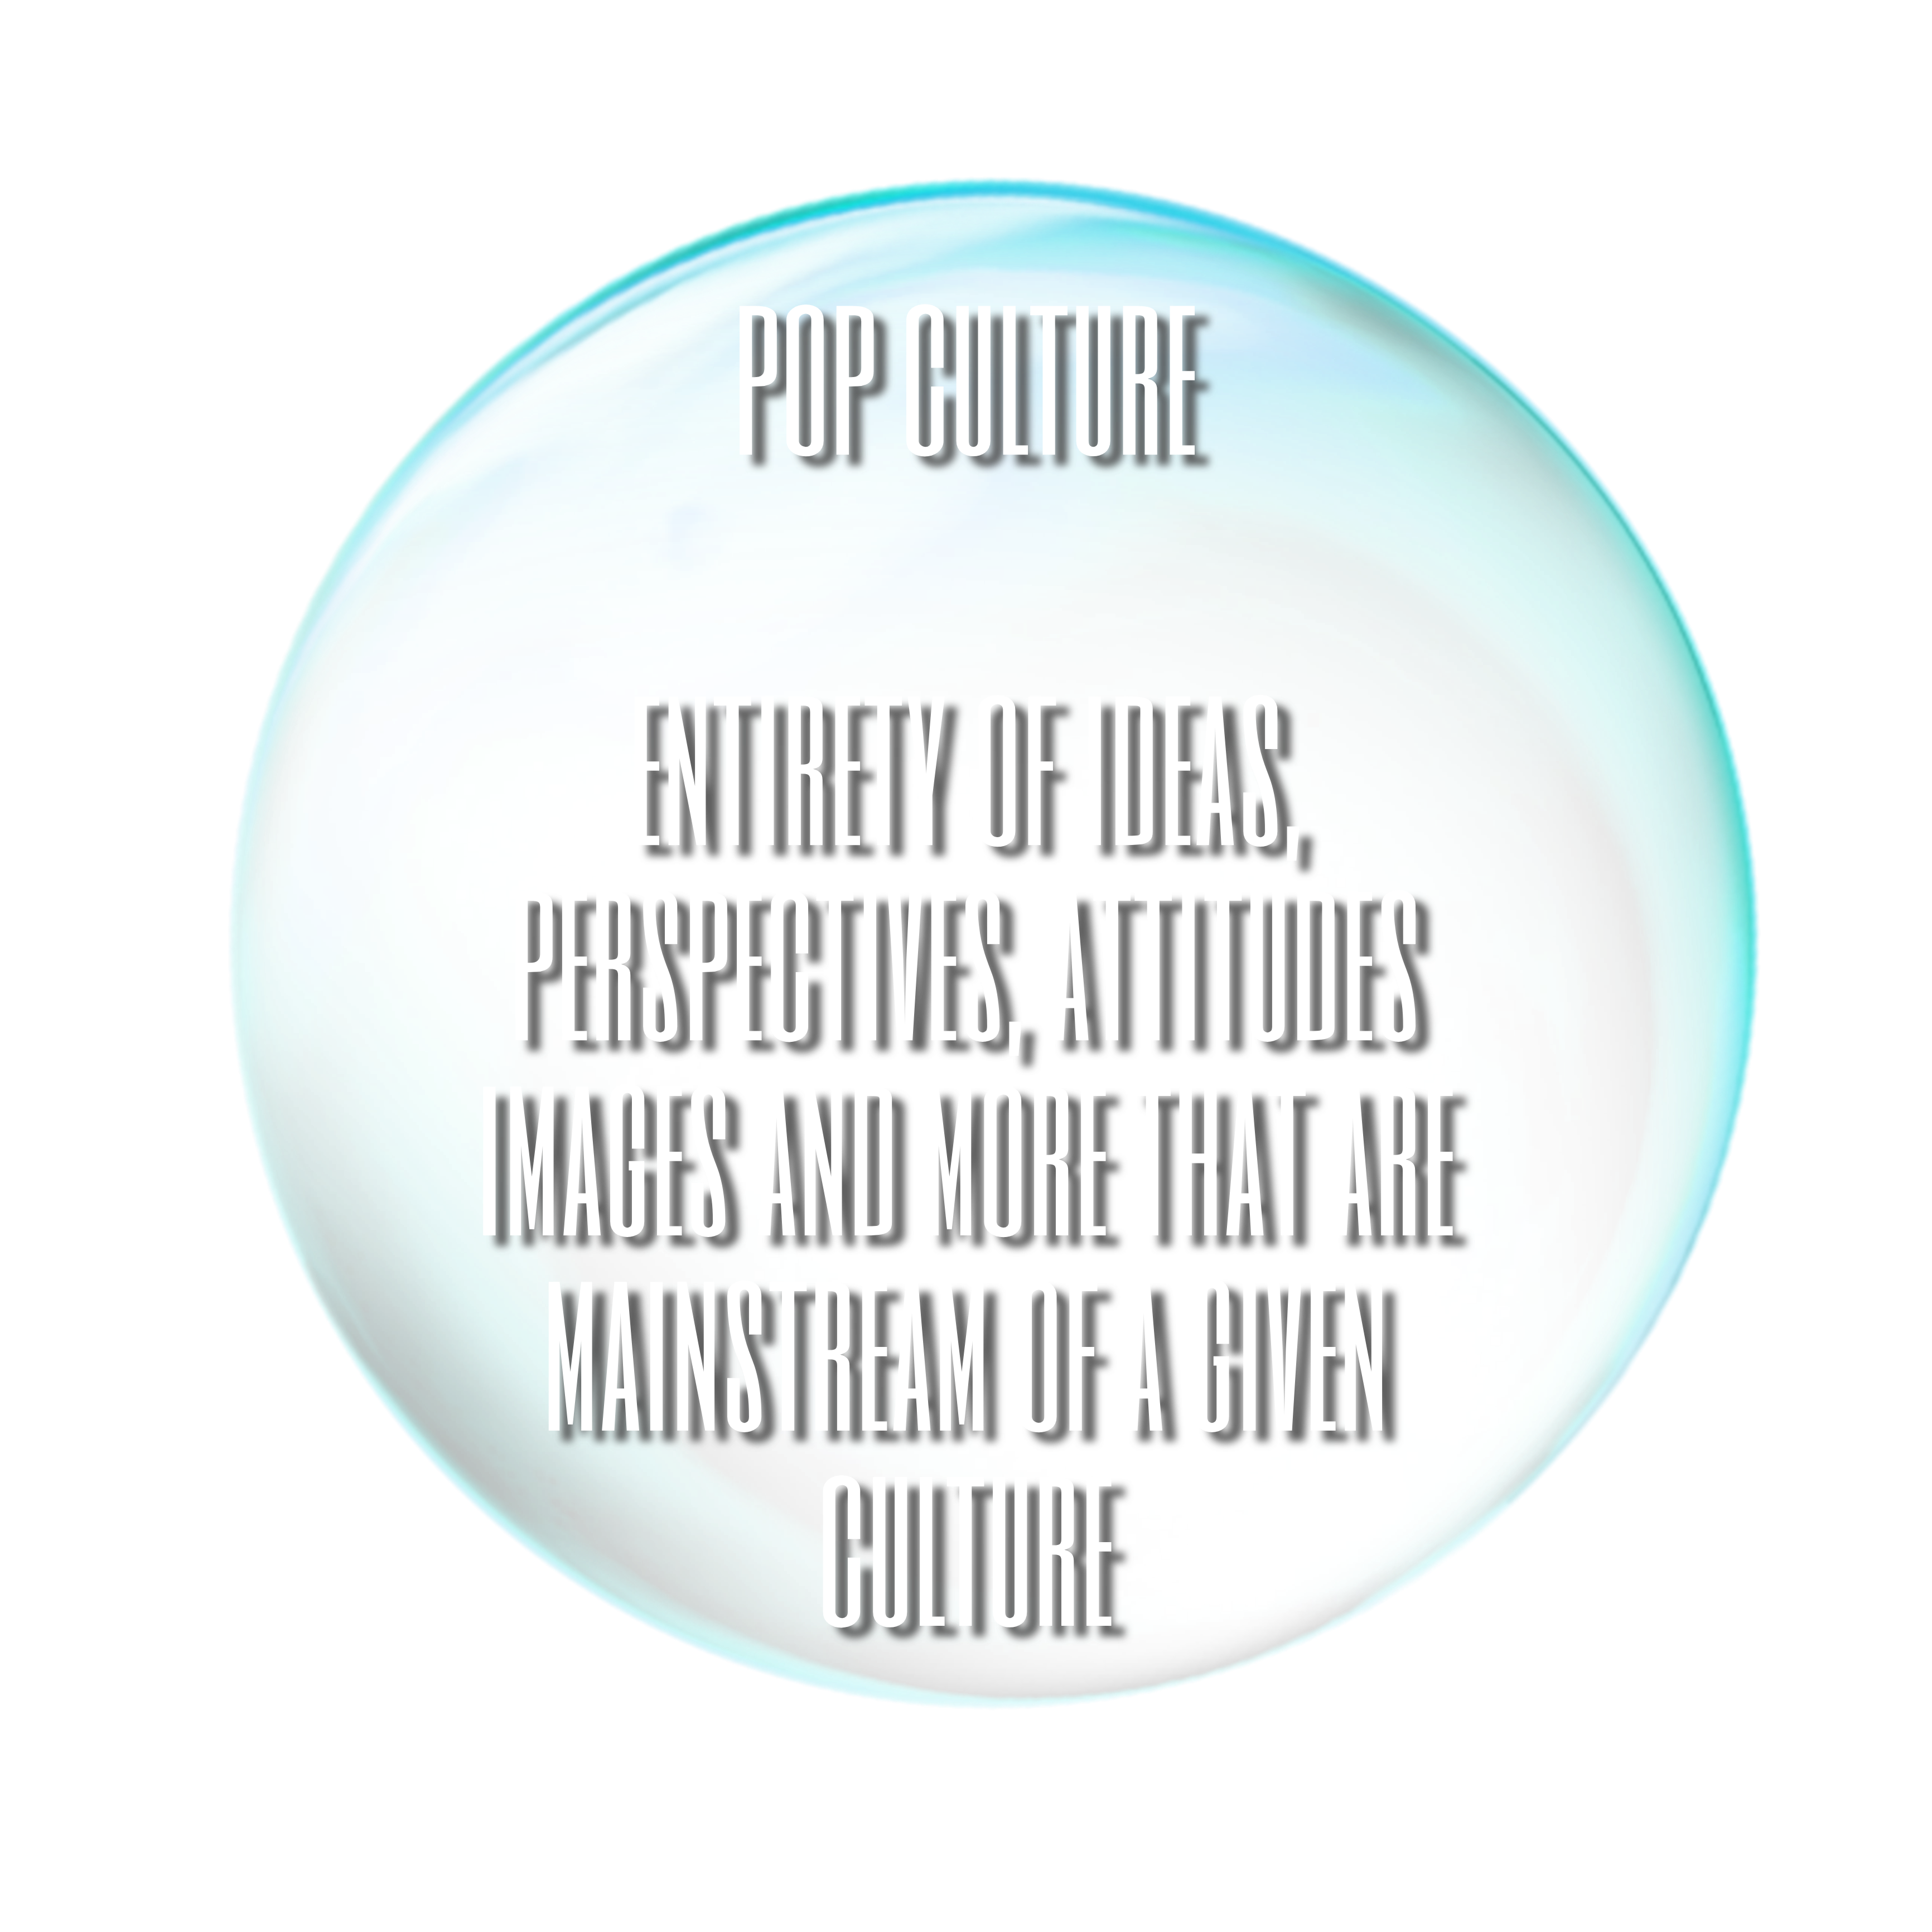 POP CULTURE
ENTIRETY OF IDEAS,
PERSPECTIVES, ATTITUDES
IMAGES AND MORE THAT ARE
MAINSTREAM OF A GIVEN
CULTURE